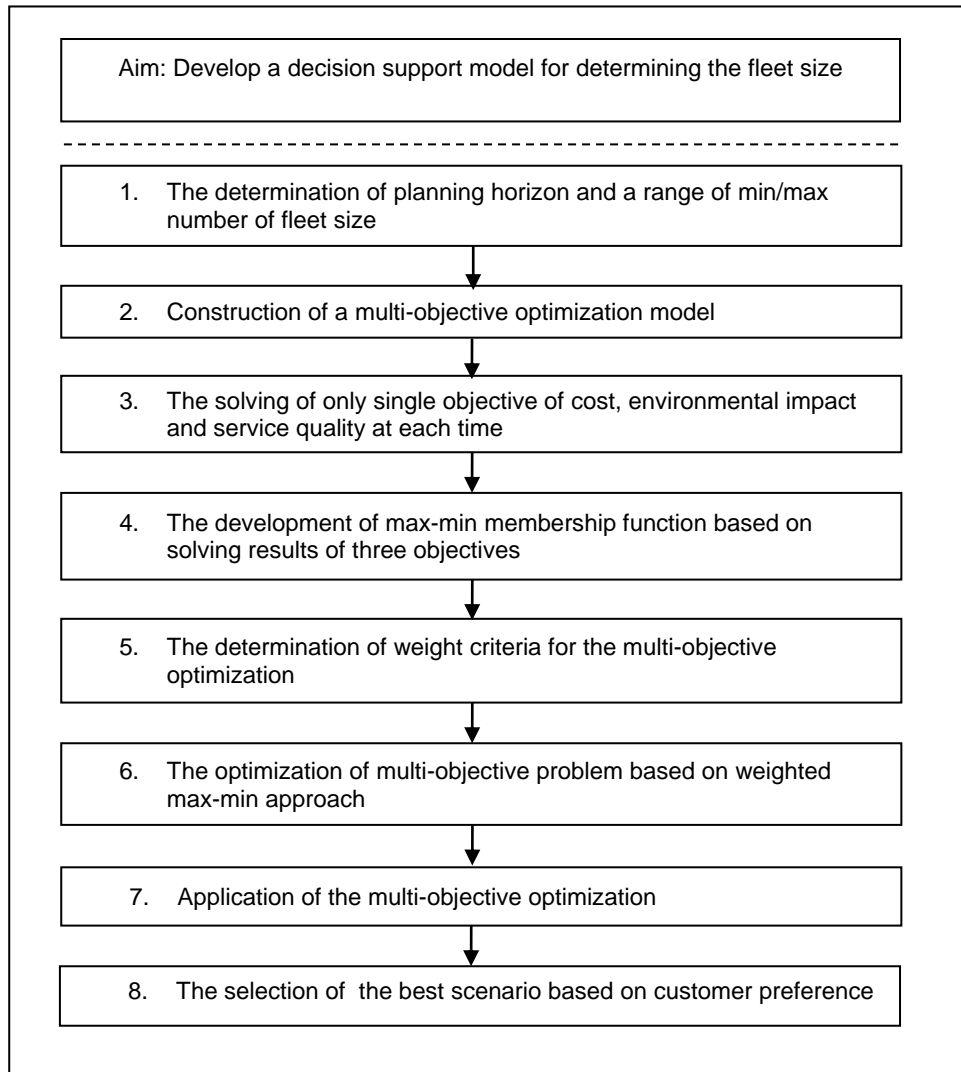 Aim: Develop a decision support model for determining the fleet size
1. The determination of planning horizon and a range of min/max
number of fleet size
2. Construction of a multi-objective optimization model
3. The solving of only single objective of cost, environmental impact
and service quality at each time
4. The development of max-min membership function based on
solving results of three objectives
5. The determination of weight criteria for the multi-objective
optimization
6. The optimization of multi-objective problem based on weighted
max-min approach
7. Application of the multi-objective optimization
8. The selection of the best scenario based on customer preference